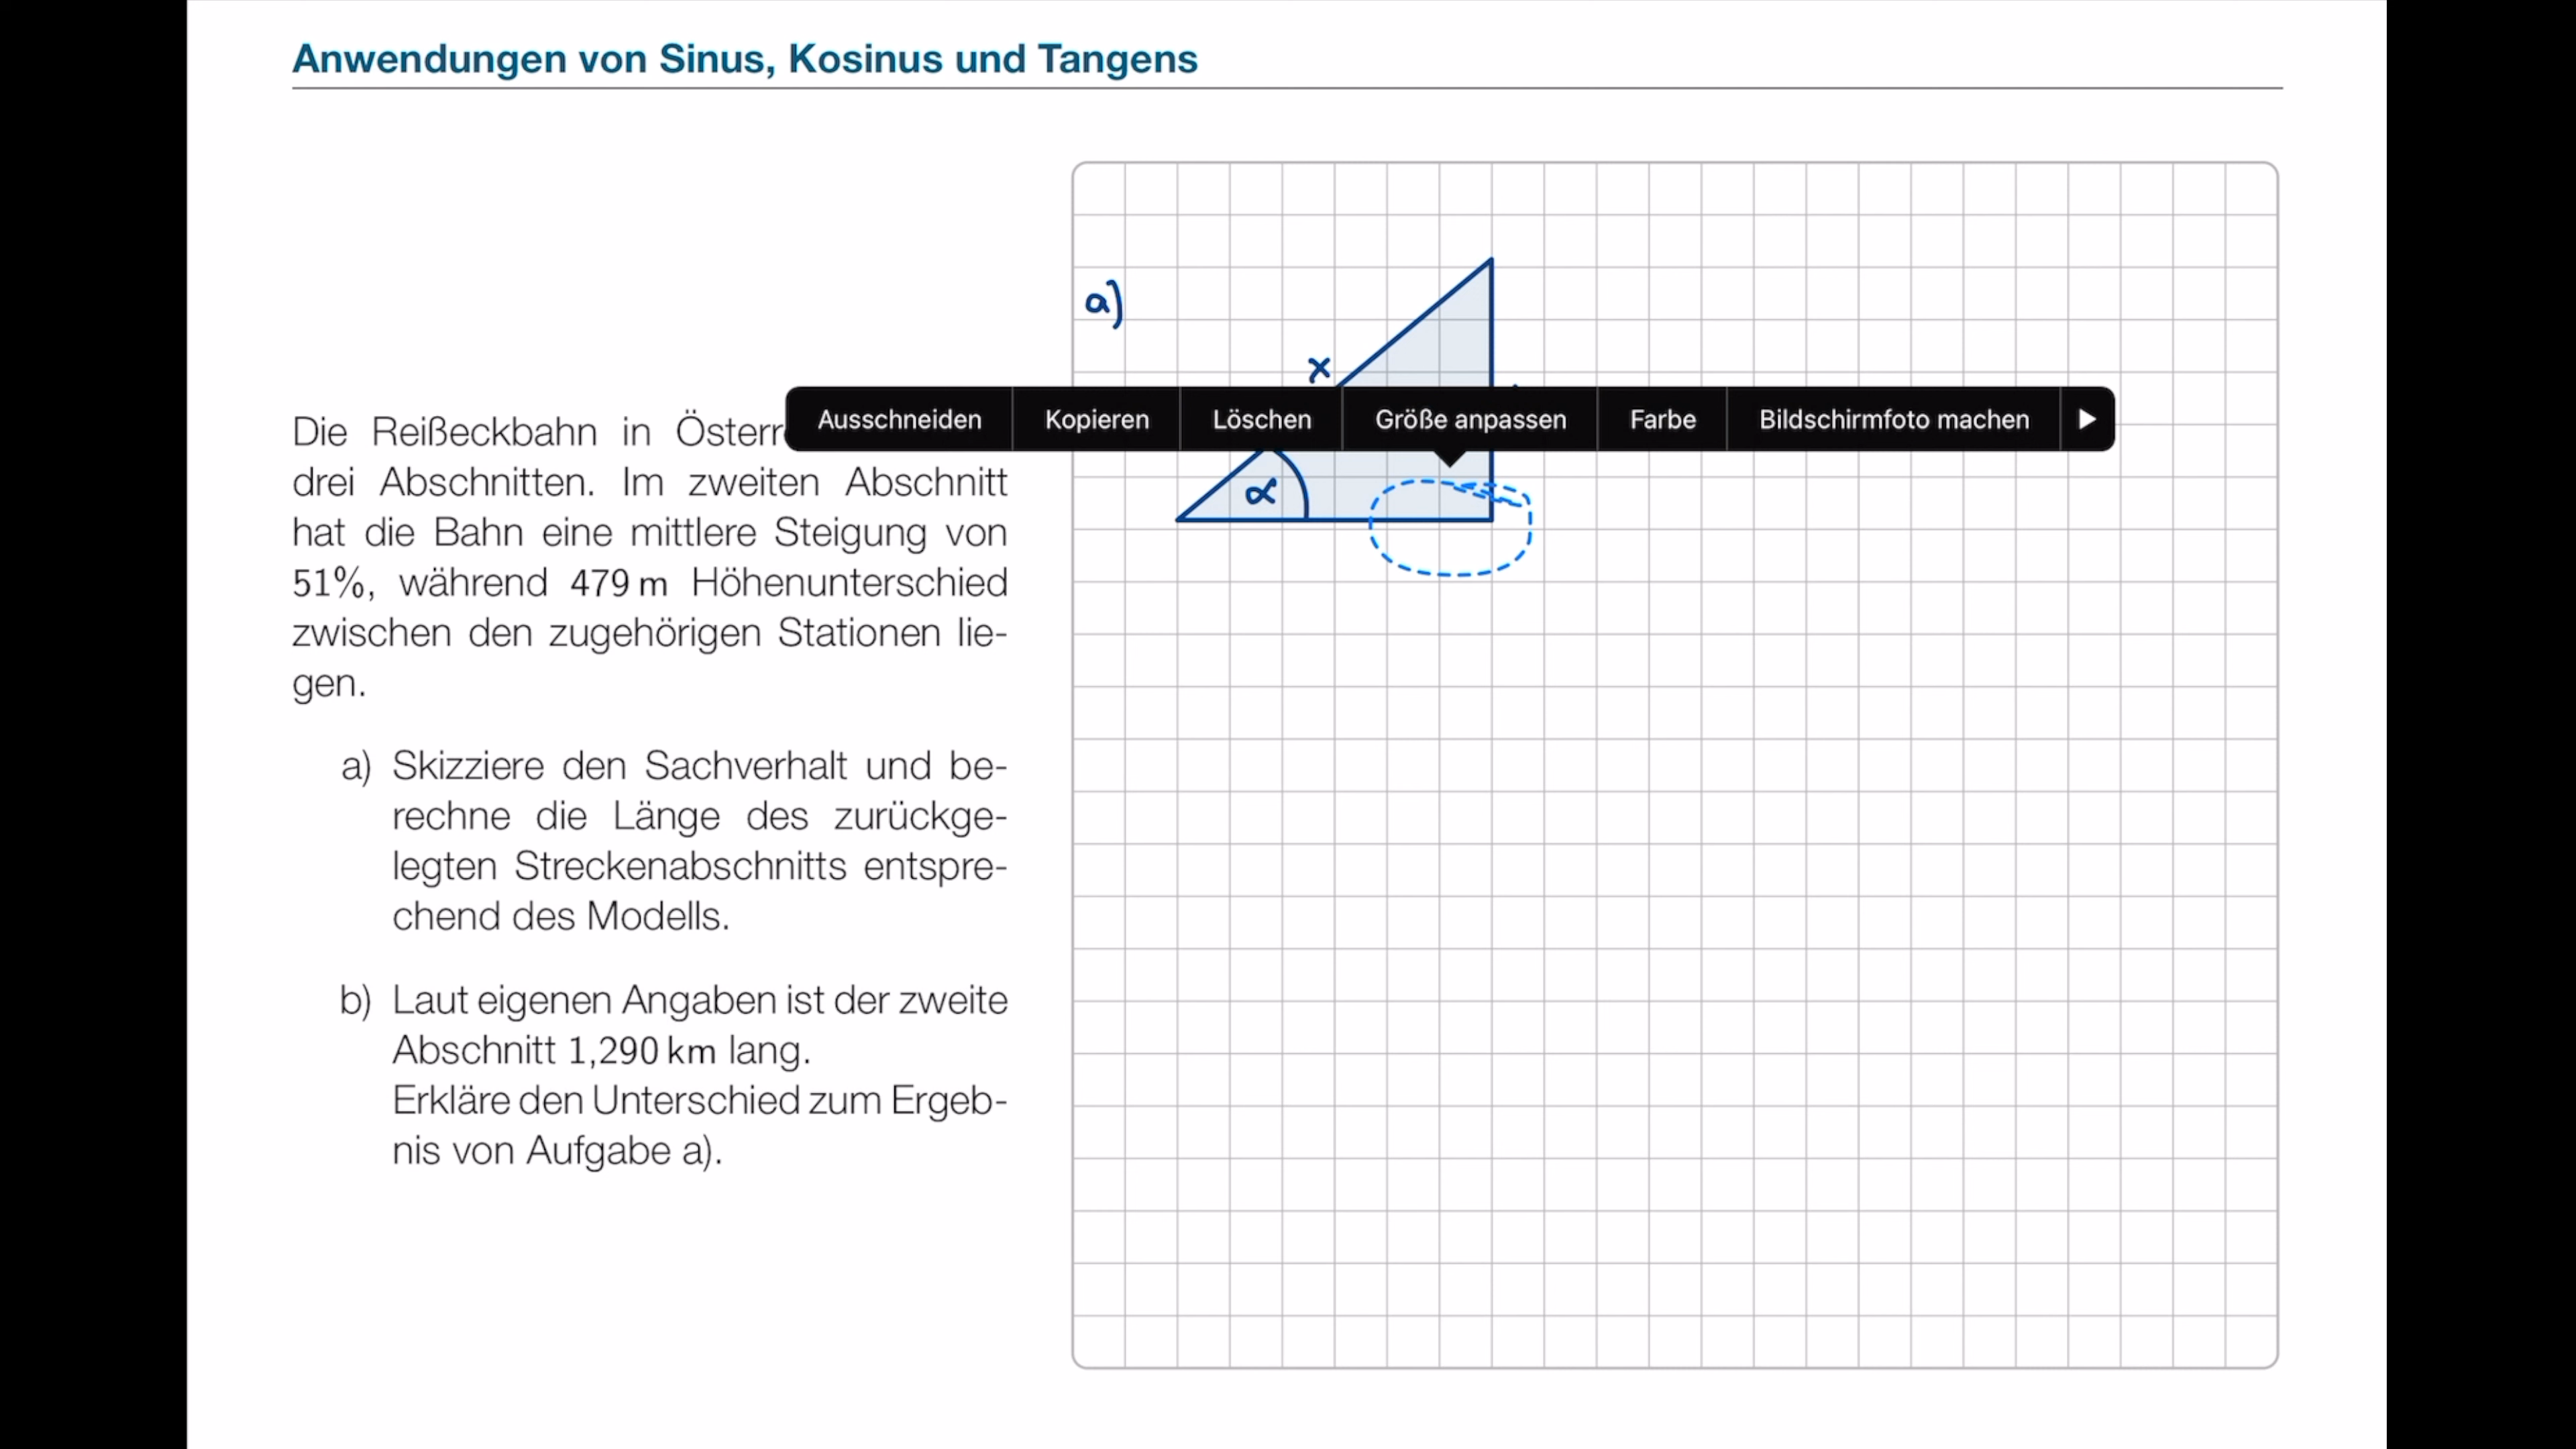 Anwendungen von Sinus, Kosinus und Tangens
a)
x
Ausschneiden Kopieren Löschen Größe anpassen Farbe Bildschirmfoto machen
α
Die Reißeckbahn in
drei Abschnitten. Im zweiten Abschnitt
hat die Bahn eine mittlere Steigung von
51%, während 479 m Höhenunterschied
zwischen den zugehörigen Stationen lie-
gen.
a) Skizziere den Sachverhalt und be-
rechne die Länge des zurückge-
legten Streckenabschnitts entspre-
chend des Modells.
b) Laut eigenen Angaben ist der zweite
Abschnitt 1,290 km lang.
Erkläre den Unterschied zum Ergeb-
nis von Aufgabe a).